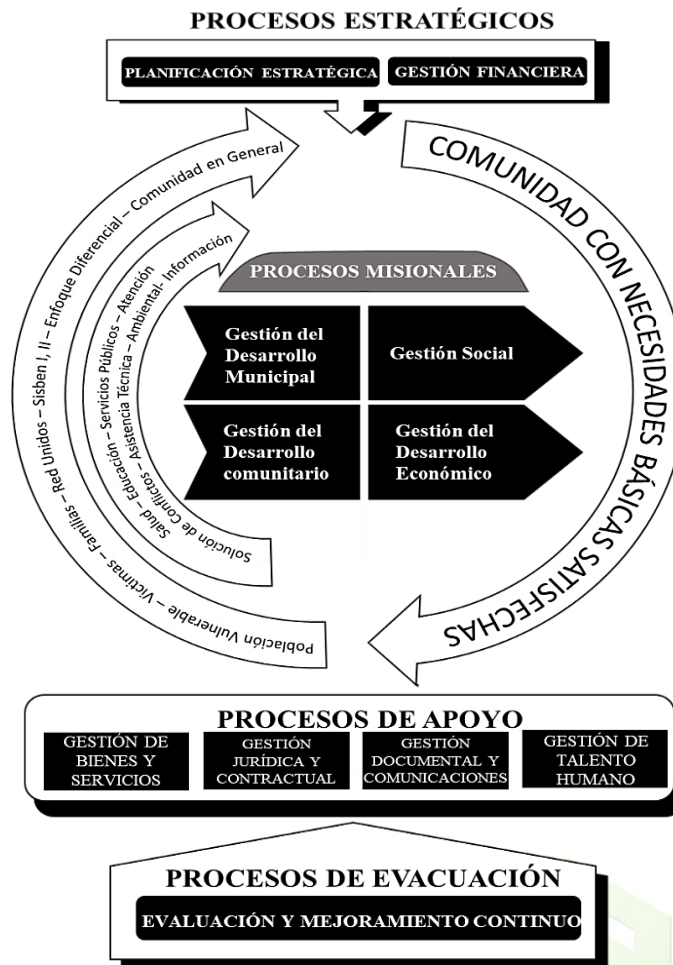 PROCESOS ESTRATÉGICOS
PLANIFICACIÓN ESTRATÉGICA
GESTIÓN FINANCIERA
Población Vulnerable – Víctimas – Familias – Red Unidos – Sisben I, II – Enfoque Diferencial – Comunidad en General
Salud – Educación – Servicios Públicos – Atención
Solución de Conflictos – Asistencia Técnica – Ambiental- Información
COMUNIDAD CON NECESIDADES BÁSICAS SATISFECHAS
PROCESOS MISIONALES
Gestión del
Desarrollo
Municipal
Gestión Social
Gestión del
Desarrollo
comunitario
Gestión del
Desarrollo
Económico
PROCESOS DE APOYO
GESTIÓN DE
BIENES Y
SERVICIOS
GESTIÓN
JURÍDICA Y
CONTRACTUAL
GESTIÓN
DOCUMENTAL Y
COMUNICACIONES
GESTIÓN DE
TALENTO
HUMANO
PROCESOS DE EVACUACIÓN
EVALUACIÓN Y MEJORAMIENTO CONTINUO